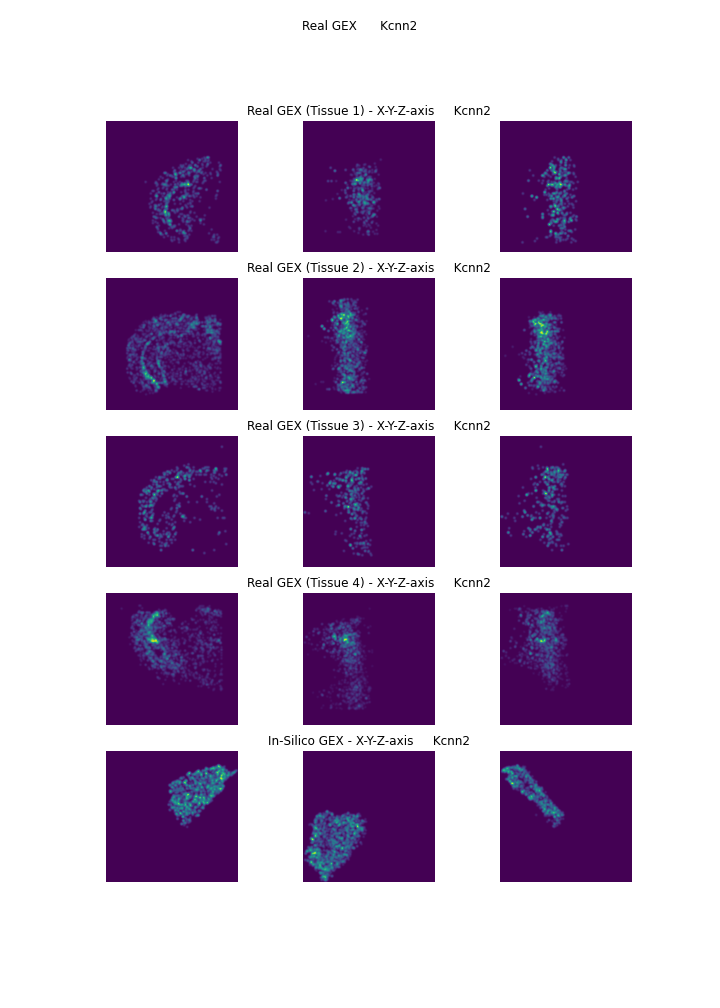 Real GEX Kcnn2
Real GEX (Tissue 1) - X-Y-Z-axis Kcnn2
Real GEX (Tissue 2) - X-Y-Z-axis Kcnn2
Real GEX (Tissue 3) - X-Y-Z-axis Kcnn2
Real GEX (Tissue 4) - X-Y-Z-axis Kcnn2
In-Silico GEX - X-Y-Z-axis Kcnn2